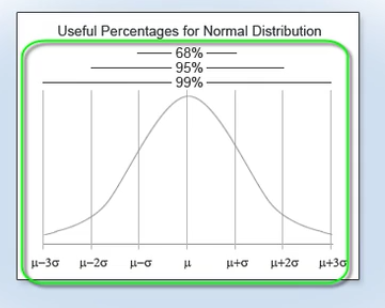 Useful Percentages for Normal Distribution
68%
95%
99%
μ−3σ μ−2σ μ−σ μ μ+σ μ+2σ μ+3σ